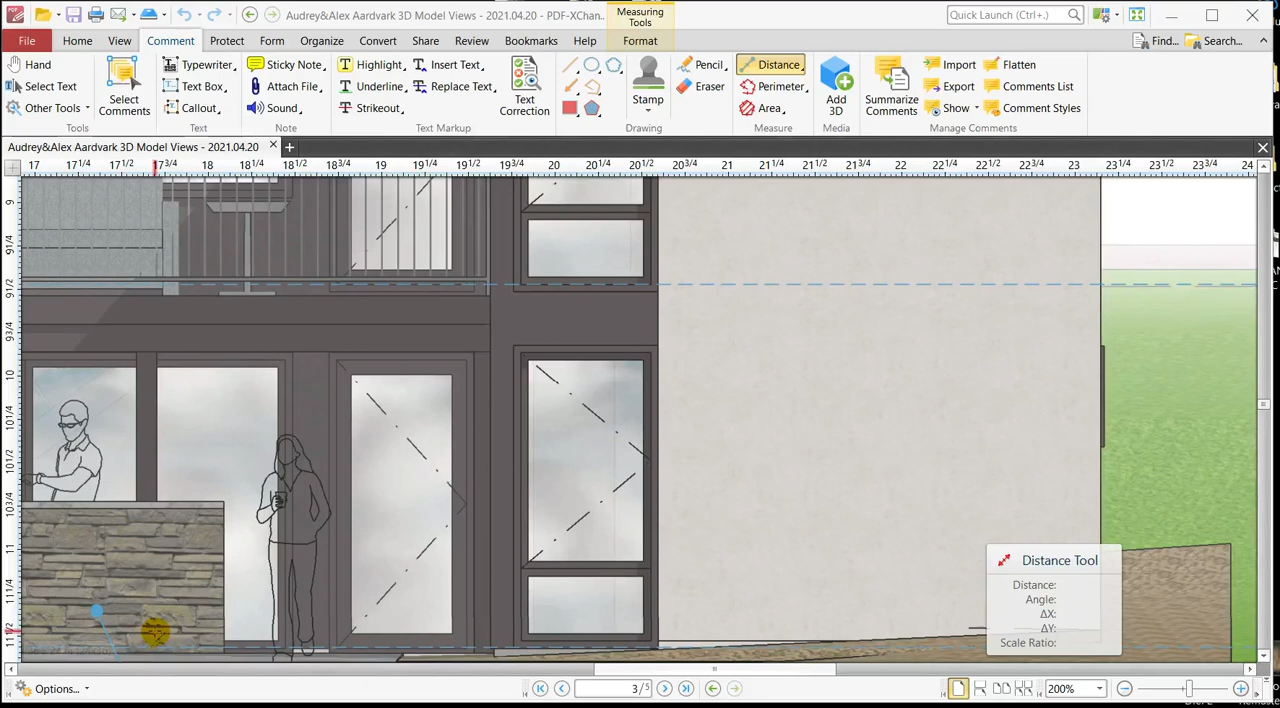 Audrey&Alex Aardvark 3D Model Views - 2021.04.20 - PDF-XChan...
Measuring Tools
Quick Launch (Ctrl+.)
File Home View Comment Protect Form Organize Convert Share Review Bookmarks Help Format
Find... Search...
Hand
Select Text
Other Tools
Select Comments
Tools
Typewriter
Text Box
Callout
Text
Sticky Note
Attach File
Sound
Note
Highlight
Underline
Strikeout
Insert Text
Replace Text
Text Markup
Text Correction
Stamp
Pencil
Eraser
Drawing
Distance
Perimeter
Area
Measure
Add 3D
Media
Summarize Comments
Import
Export
Show
Flatten
Comments List
Comment Styles
Manage Comments
Audrey&Alex Aardvark 3D Model Views - 2021.04.20
17 17 1/4 17 1/2 17 3/4 18 18 1/4 18 1/2 18 3/4 19 19 1/4 19 1/2 19 3/4 20 20 1/4 20 1/2 20 3/4 21 21 1/4 21 1/2 21 3/4 22 22 1/4 22 1/2 22 3/4 23 23 1/4 23 1/2 23 3/4 24
9
9 1/4
9 1/2
9 3/4
10
10 1/4
10 1/2
10 3/4
11
11 1/4
11 1/2
Distance Tool
Distance:
Angle:
ΔX:
ΔY:
Scale Ratio:
Options...
3/5
200%